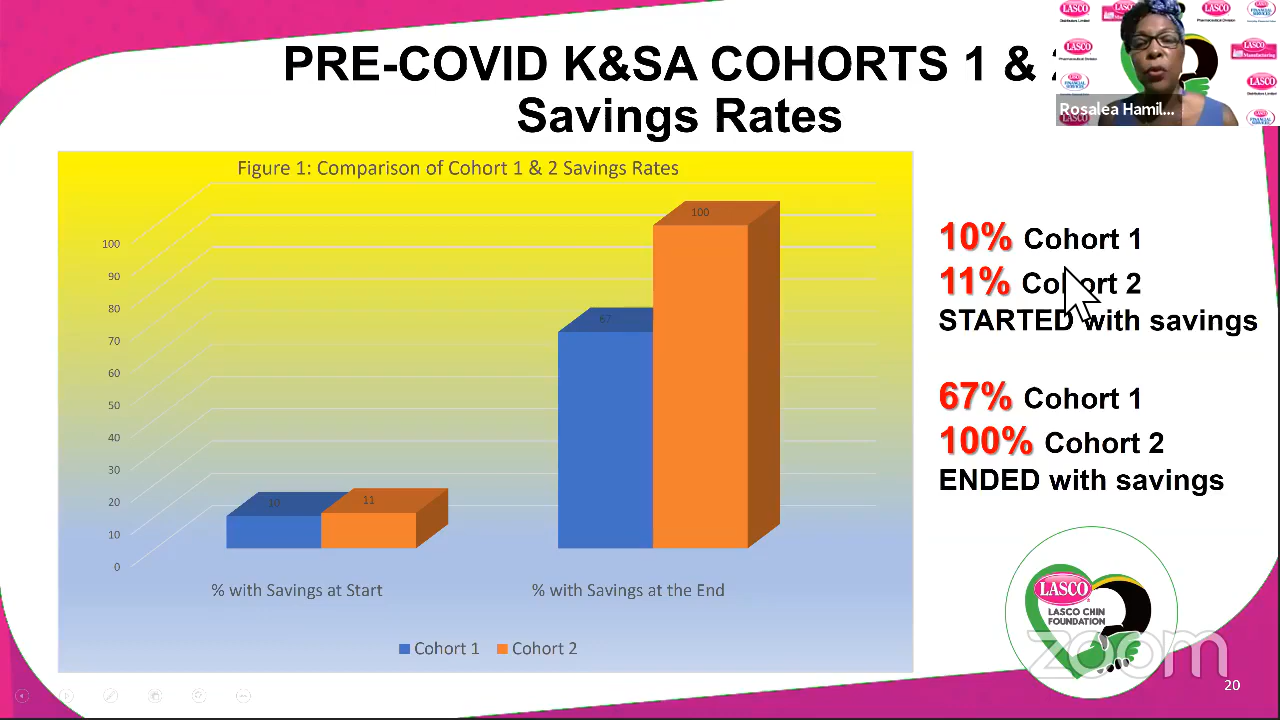 PRE-COVID K&SA COHORTS 1 &
Savings Rates
Rosalea Hamil...
Figure 1: Comparison of Cohort 1 & 2 Savings Rates
100
90
80
70
60
50
40
30
20
10
0
10
11
67
100
% with Savings at Start
% with Savings at the End
Cohort 1
Cohort 2
10% Cohort 1
11% Cohort 2
STARTED with savings
67% Cohort 1
100% Cohort 2
ENDED with savings
LASCO
LASCO CHIN
FOUNDATION
zoom
20